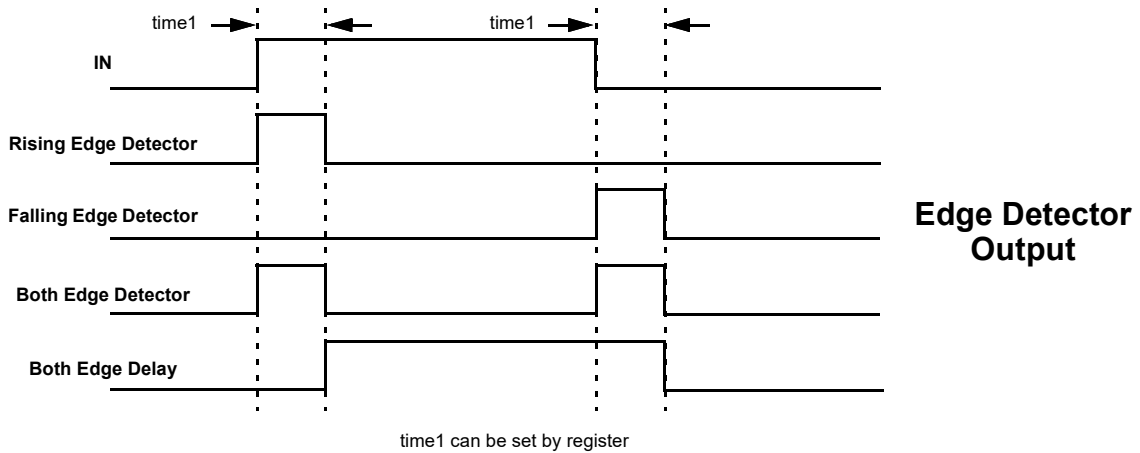 time1 time1
IN
Rising Edge Detector
Falling Edge Detector
Edge Detector
Output
Both Edge Detector
Both Edge Delay
time1 can be set by register